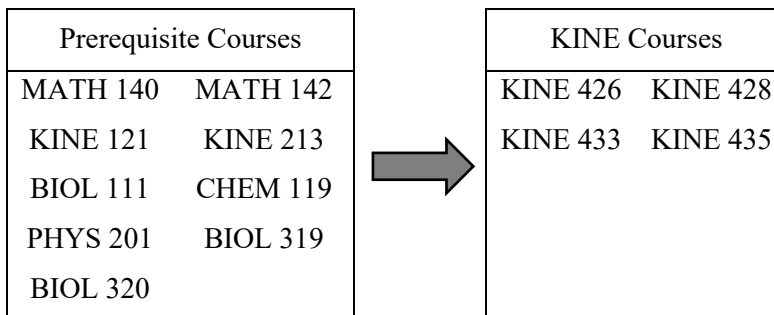 Prerequisite Courses
MATH 140 MATH 142
KINE 121 KINE 213
BIOL 111 CHEM 119
PHYS 201 BIOL 319
BIOL 320
KINE Courses
KINE 426 KINE 428
KINE 433 KINE 435